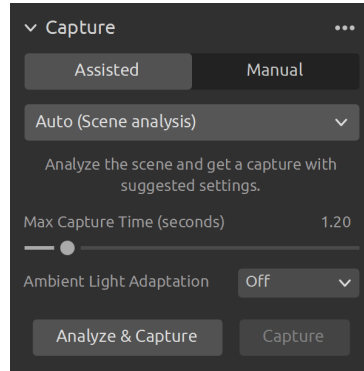 Capture
Assisted Manual
Auto (Scene analysis)
Analyze the scene and get a capture with
suggested settings.
Max Capture Time (seconds) 1.20
Ambient Light Adaptation Off
Analyze & Capture Capture